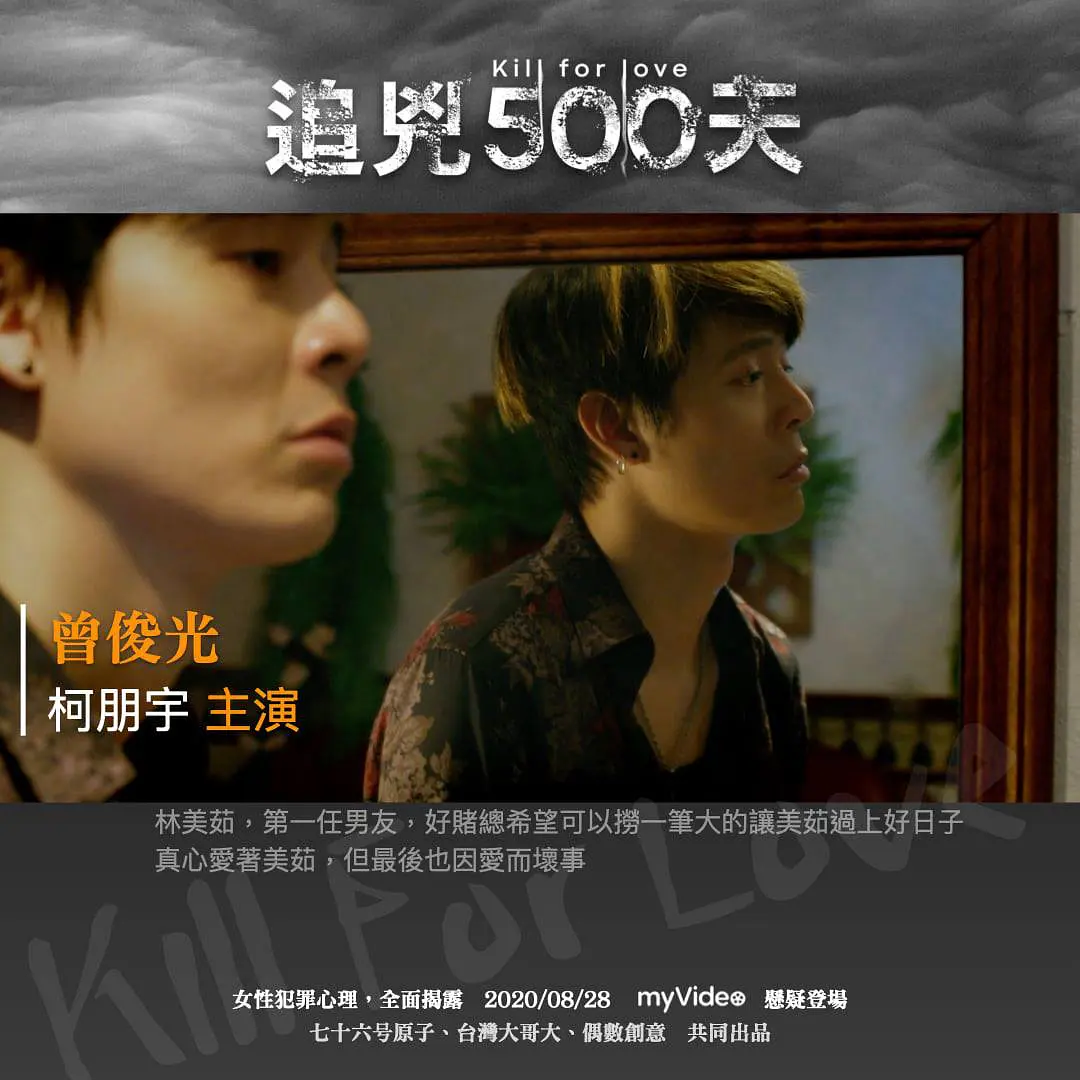 Kill for love
追兇500天
曾俊光
柯朋宇 主演
林美茹，第一任男友，好賭總希望可以撈一筆大的讓美茹過上好日子
真心愛著美茹，但最後也因愛而壞事
Kill For Love
女性犯罪心理，全面揭露 2020/08/28 myVideo 懸疑登場
七十六号原子、台灣大哥大、偶數創意 共同出品